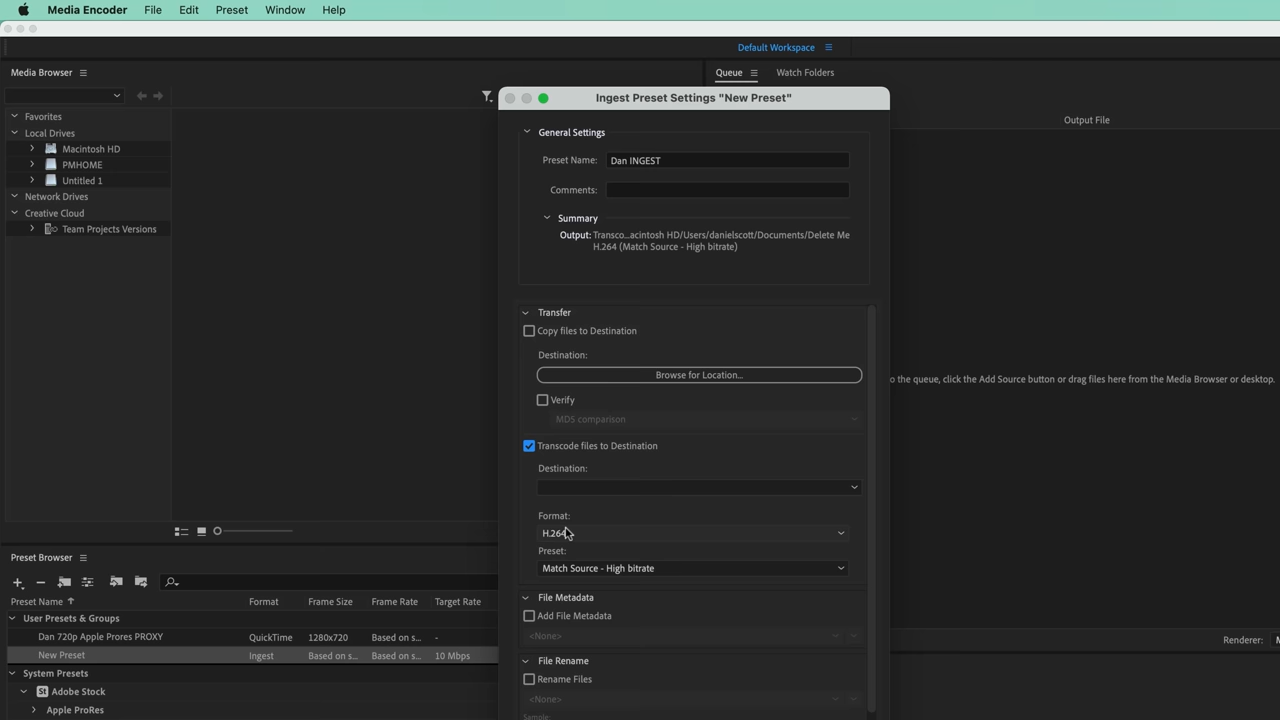 Media Encoder File Edit Preset Window Help
Default Workspace
Media Browser
Queue Watch Folders
Ingest Preset Settings "New Preset"
Favorites
Local Drives
Macintosh HD
PMHOME
Untitled 1
Network Drives
Creative Cloud
Team Projects Versions
General Settings
Preset Name: Dan INGEST
Comments:
Summary
Output: Transco...acintosh HD/Users/danielscott/Documents/Delete Me
H.264 (Match Source - High bitrate)
Transfer
Copy files to Destination
Destination:
Browse for Location...
Verify
MD5 comparison
Transcode files to Destination
Destination:
Format:
H.264
Preset:
Match Source - High bitrate
File Metadata
Add File Metadata
<None>
File Rename
Rename Files
<None>
Sample:
Output File
o the queue, click the Add Source button or drag files here from the Media Browser or desktop.
Renderer: M
Preset Browser
Preset Name Format Frame Size Frame Rate Target Rate
User Presets & Groups
Dan 720p Apple Prores PROXY QuickTime 1280x720 Based on s... -
New Preset Ingest Based on s... Based on s... 10 Mbps
System Presets
St Adobe Stock
Apple ProRes